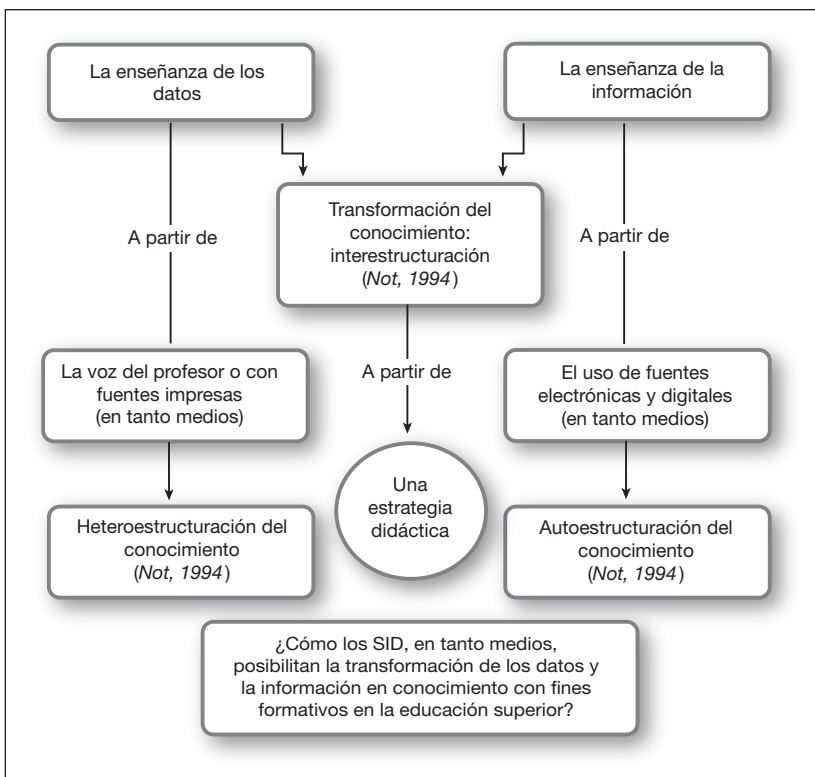 La enseñanza de los
datos
La enseñanza de la
información
A partir de
Transformación del
conocimiento:
interestructuración
(Not, 1994)
A partir de
La voz del profesor o con
fuentes impresas
(en tanto medios)
A partir de
El uso de fuentes
electrónicas y digitales
(en tanto medios)
Heteroestructuración del
conocimiento
(Not, 1994)
Una
estrategia
didáctica
Autoestructuración del
conocimiento
(Not, 1994)
¿Cómo los SID, en tanto medios,
posibilitan la transformación de los datos y
la información en conocimiento con fines
formativos en la educación superior?